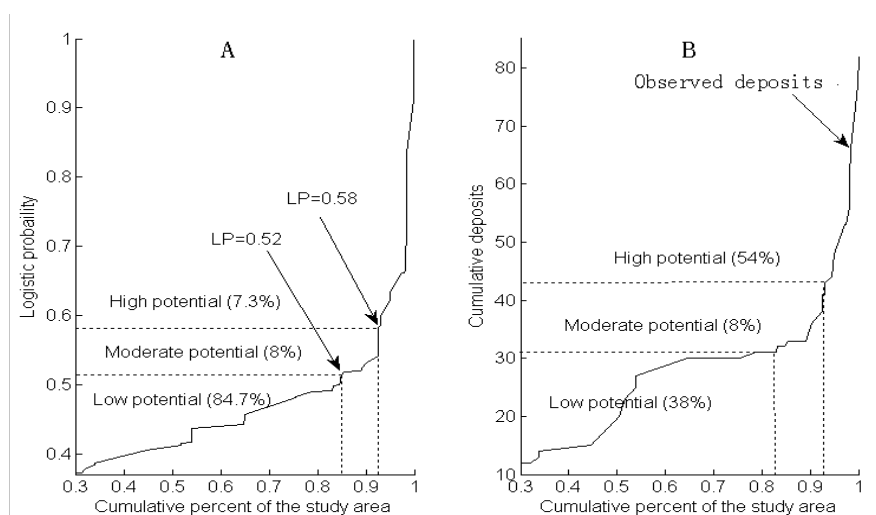 A
1
0.9
0.8
0.7
0.6
0.5
0.4
Logistic probaility
LP=0.58
LP=0.52
High potential (7.3%)
Moderate potential (8%)
Low potential (84.7%)
0.3 0.4 0.5 0.6 0.7 0.8 0.9 1
Cumulative percent of the study area
B
80
70
60
50
40
30
20
10
Cumulative deposits
Observed deposits
High potential (54%)
Moderate potential (8%)
Low potential (38%)
0.3 0.4 0.5 0.6 0.7 0.8 0.9 1
Cumulative percent of the study area